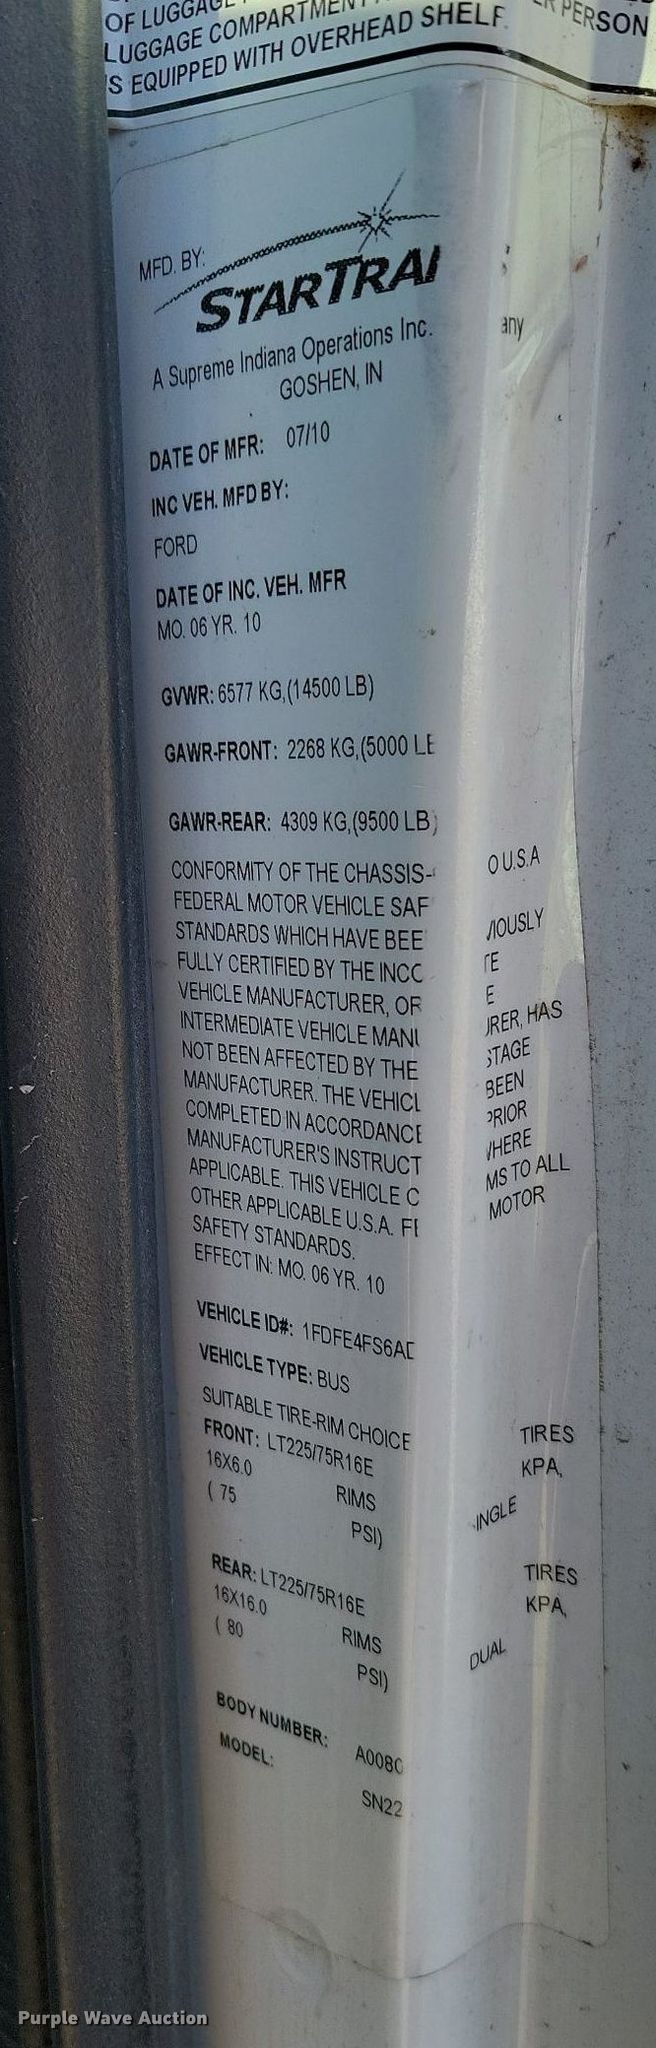 OF LUGGAGE
LUGGAGE COMPARTMENT PER PERSON
IS EQUIPPED WITH OVERHEAD SHELF.
MFD. BY:
STARTRA
A Supreme Indiana Operations Inc. any
GOSHEN, IN
DATE OF MFR: 07/10
INC VEH. MFD BY:
FORD
DATE OF INC. VEH. MFR
MO. 06 YR. 10
GVWR: 6577 KG,(14500 LB)
GAWR-FRONT: 2268 KG,(5000 LB
GAWR-REAR: 4309 KG,(9500 LB)
CONFORMITY OF THE CHASSIS- O U.S.A
FEDERAL MOTOR VEHICLE SAF
STANDARDS WHICH HAVE BEE VIOUSLY
FULLY CERTIFIED BY THE INCO TE
VEHICLE MANUFACTURER, OR E
INTERMEDIATE VEHICLE MANU URER, HAS
NOT BEEN AFFECTED BY THE STAGE
MANUFACTURER. THE VEHICL BEEN
COMPLETED IN ACCORDANCE PRIOR
MANUFACTURER'S INSTRUCT WHERE
APPLICABLE. THIS VEHICLE C MS TO ALL
OTHER APPLICABLE U.S.A. FE MOTOR
SAFETY STANDARDS.
EFFECT IN: MO. 06 YR. 10
VEHICLE ID#: 1FDFE4FS6AD
VEHICLE TYPE: BUS
SUITABLE TIRE-RIM CHOICE
FRONT: LT225/75R16E TIRES
16X6.0 RIMS KPA,
( 75 PSI) INGLE
REAR: LT225/75R16E TIRES
16X16.0 RIMS KPA,
( 80 PSI) DUAL
BODY NUMBER: A0080
MODEL: SN22
Purple Wave Auction